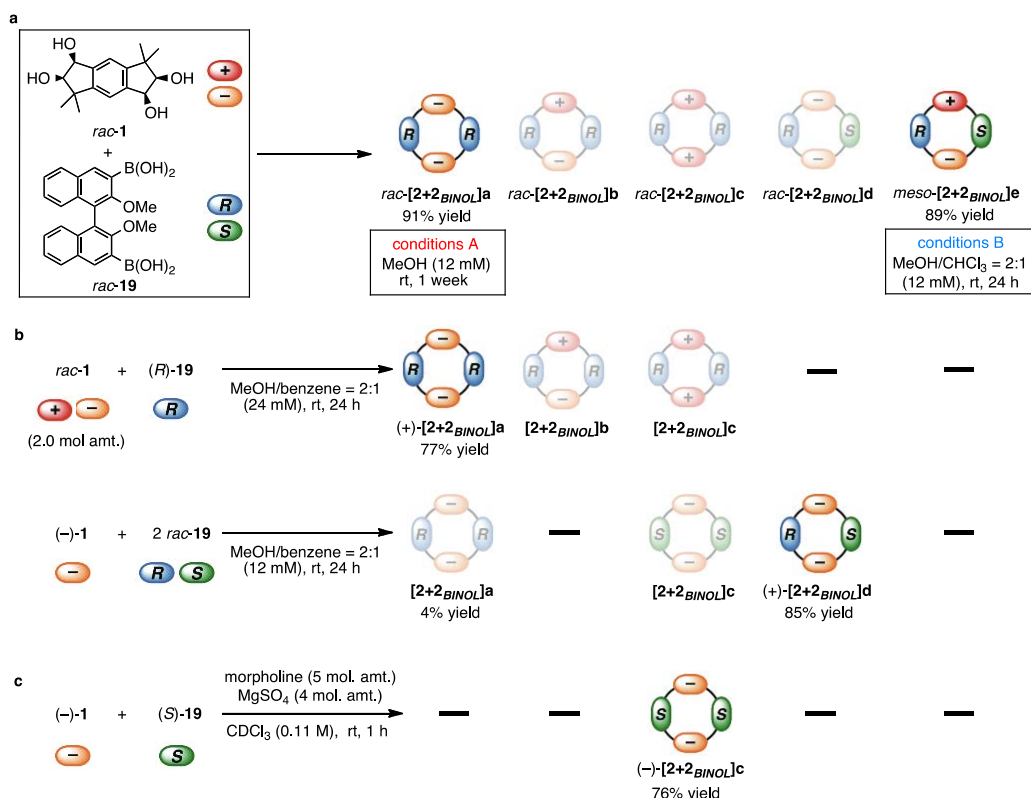 a
HO
HO
OH
OH
rac-1
+
B(OH)₂
OMe
OMe
B(OH)₂
rac-19
+
−
R
S
−
R
R
−
rac-[2+2BINOL]a
91% yield
conditions A
MeOH (12 mM)
rt, 1 week
+
R
R
−
rac-[2+2BINOL]b
+
R
R
+
rac-[2+2BINOL]c
−
R
S
−
rac-[2+2BINOL]d
+
R
S
−
meso-[2+2BINOL]e
89% yield
conditions B
MeOH/CHCl₃ = 2:1
(12 mM), rt, 24 h
b
rac-1 + (R)-19
+ − R
(2.0 mol amt.)
MeOH/benzene = 2:1
(24 mM), rt, 24 h
−
R
R
−
(+)-[2+2BINOL]a
77% yield
+
R
R
−
[2+2BINOL]b
+
R
R
+
[2+2BINOL]c
(−)-1 + 2 rac-19
− R S
MeOH/benzene = 2:1
(12 mM), rt, 24 h
−
R
R
−
[2+2BINOL]a
4% yield
−
S
S
−
[2+2BINOL]c
−
R
S
−
(+)-[2+2BINOL]d
85% yield
c
(−)-1 + (S)-19
− S
morpholine (5 mol. amt.)
MgSO₄ (4 mol. amt.)
CDCl₃ (0.11 M), rt, 1 h
−
S
S
−
(−)-[2+2BINOL]c
76% yield